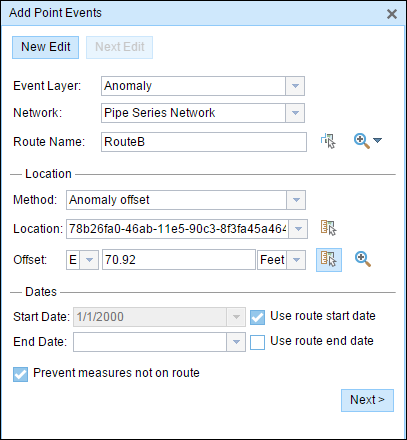 Add Point Events
New Edit Next Edit
Event Layer: Anomaly
Network: Pipe Series Network
Route Name: RouteB
Location
Method: Anomaly offset
Location: 78b26fa0-46ab-11e5-90c3-8f3fa45a464
Offset: E 70.92 Feet
Dates
Start Date: 1/1/2000 Use route start date
End Date: Use route end date
Prevent measures not on route
Next >